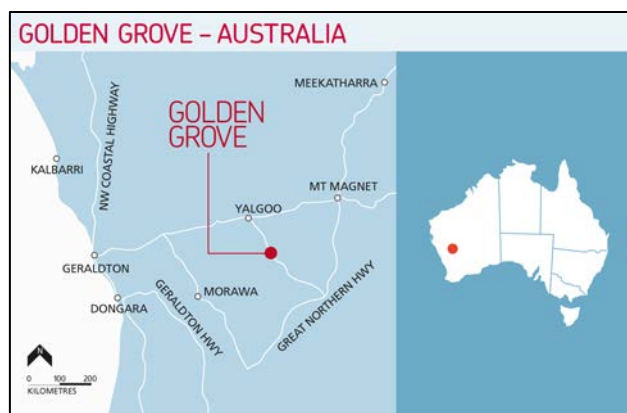 GOLDEN GROVE – AUSTRALIA
MEEKATHARRA
NW COASTAL HIGHWAY
GOLDEN
GROVE
KALBARRI
MT MAGNET
YALGOO
GERALDTON
MORAWA
DONGARA
GERALDTON HWY
GREAT NORTHERN HWY
N
0 100 200
KILOMETRES